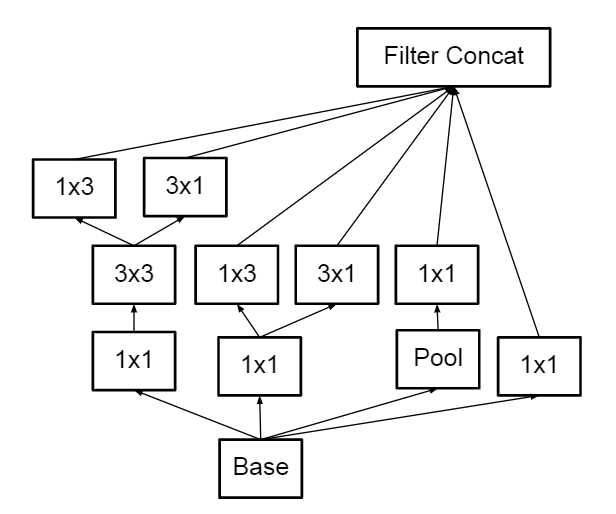 Filter Concat
1x3
3x1
3x3
1x3
3x1
1x1
1x1
1x1
Pool
1x1
Base